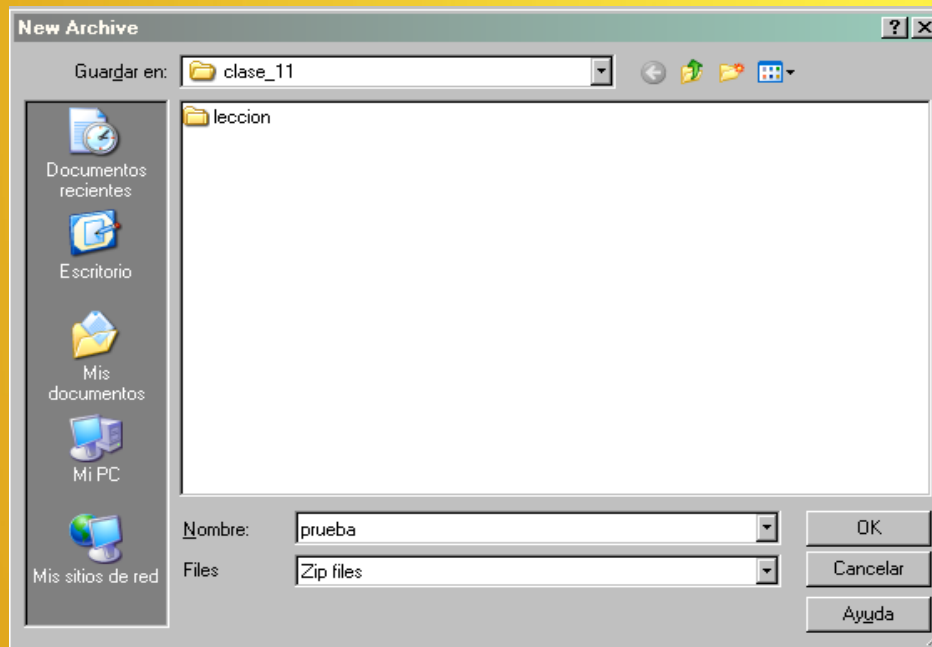 New Archive
Guardar en:
clase_11
leccion
Documentos
recientes
Escritorio
Mis
documentos
Mi PC
Mis sitios de red
Nombre:
prueba
OK
Files
Zip files
Cancelar
Ayuda